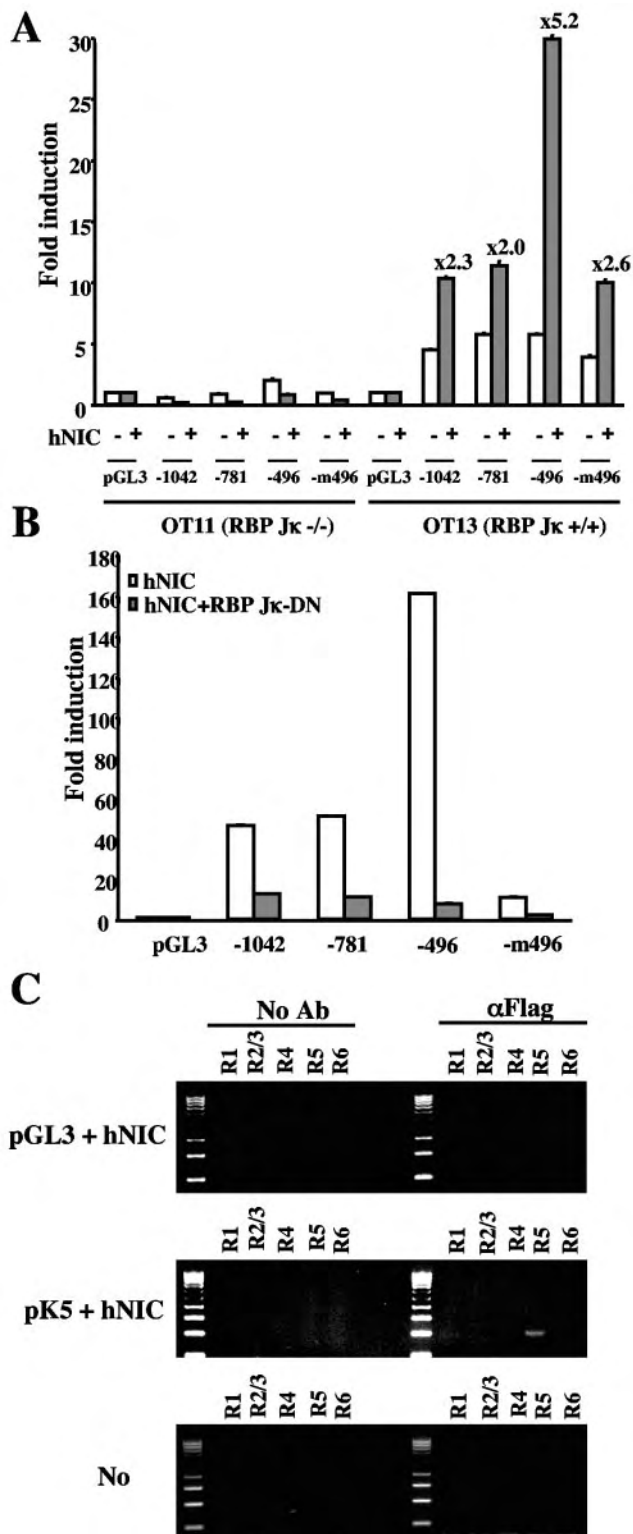 A
Fold induction
30
25
20
15
10
5
0
x2.3
x2.0
x5.2
x2.6
hNIC - + - + - + - + - + - + - + - + - + - +
pGL3 -1042 -781 -496 -m496 pGL3 -1042 -781 -496 -m496
OT11 (RBP Jκ -/-) OT13 (RBP Jκ +/+)
B
Fold induction
180
160
140
120
100
80
60
40
20
0
hNIC
hNIC+RBP Jκ-DN
pGL3 -1042 -781 -496 -m496
C
No Ab αFlag
R1 R2/3 R4 R5 R6 R1 R2/3 R4 R5 R6
pGL3 + hNIC
R1 R2/3 R4 R5 R6 R1 R2/3 R4 R5 R6
pK5 + hNIC
R1 R2/3 R4 R5 R6 R1 R2/3 R4 R5 R6
No